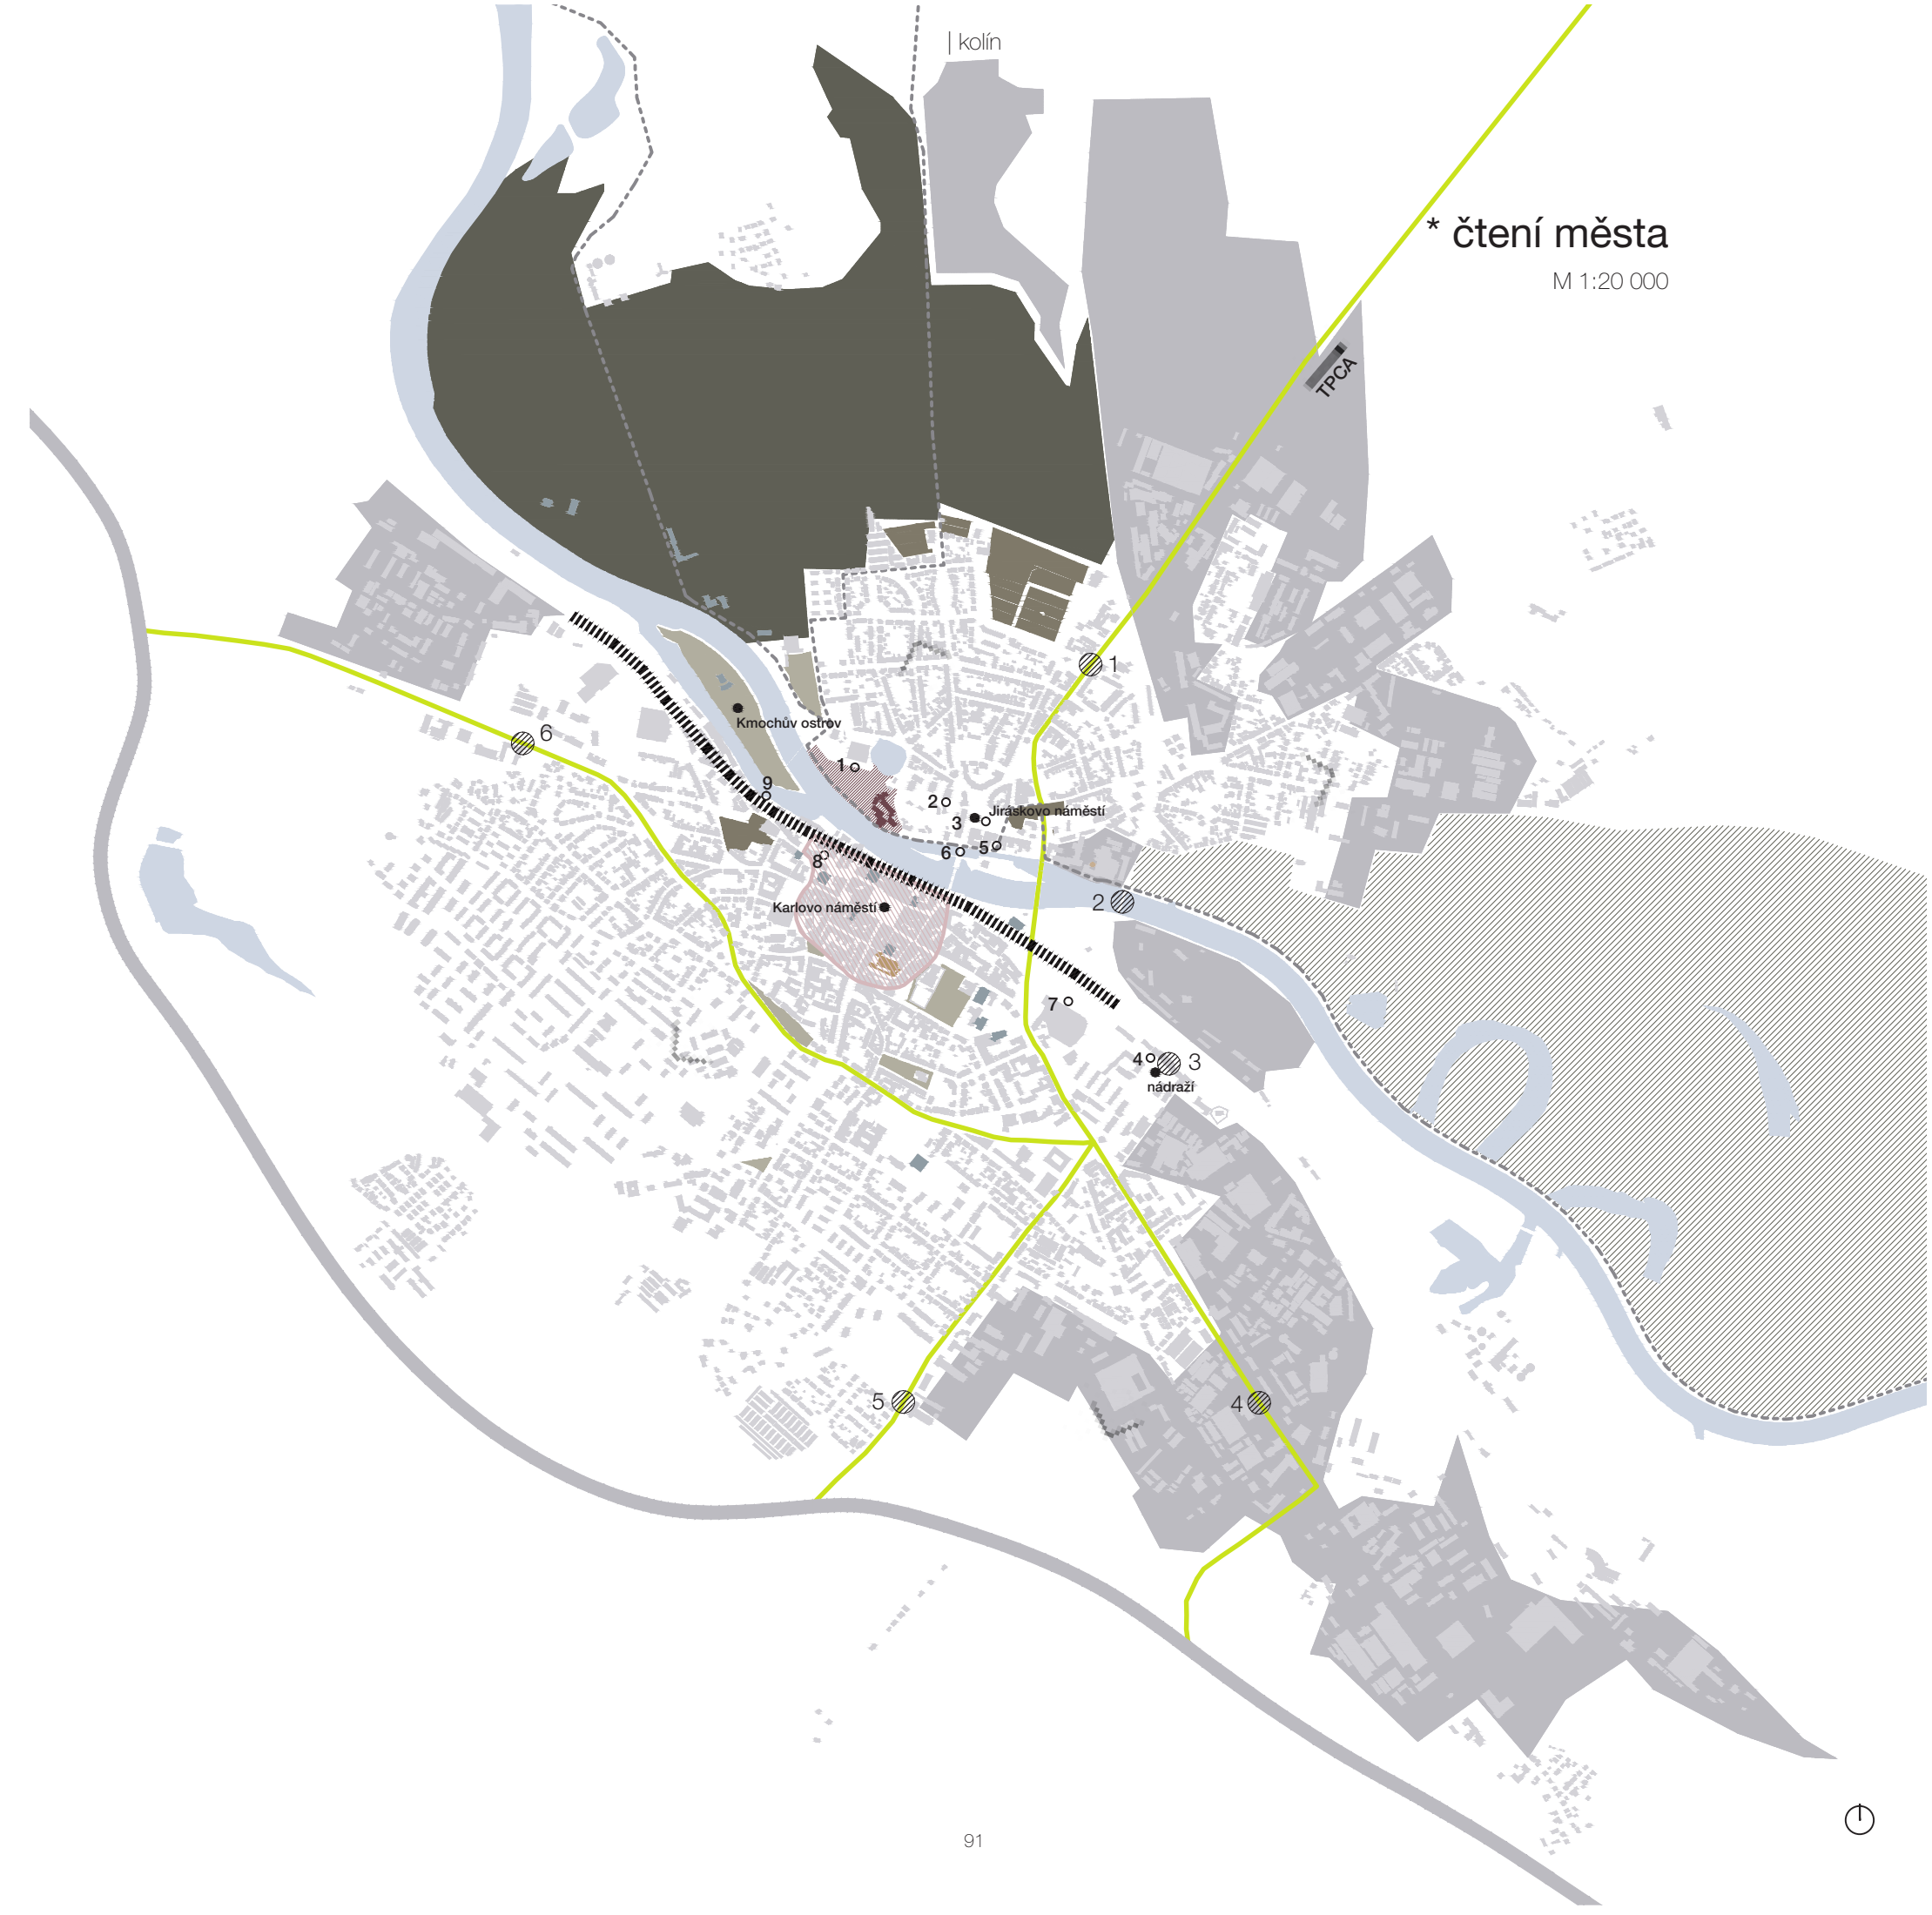 | kolín
* čtení města
M 1:20 000
TPCA
1
6
Kmochův ostrov
1
9
2
Jiráskovo náměstí
3
5
6
8
2
Karlovo náměstí
7
4
3
nádraží
5
4
91